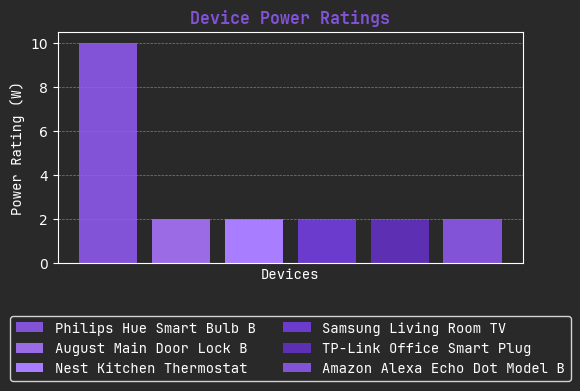 Device Power Ratings
Power Rating (W)
10
8
6
4
2
0
Devices
Philips Hue Smart Bulb B
August Main Door Lock B
Nest Kitchen Thermostat
Samsung Living Room TV
TP-Link Office Smart Plug
Amazon Alexa Echo Dot Model B